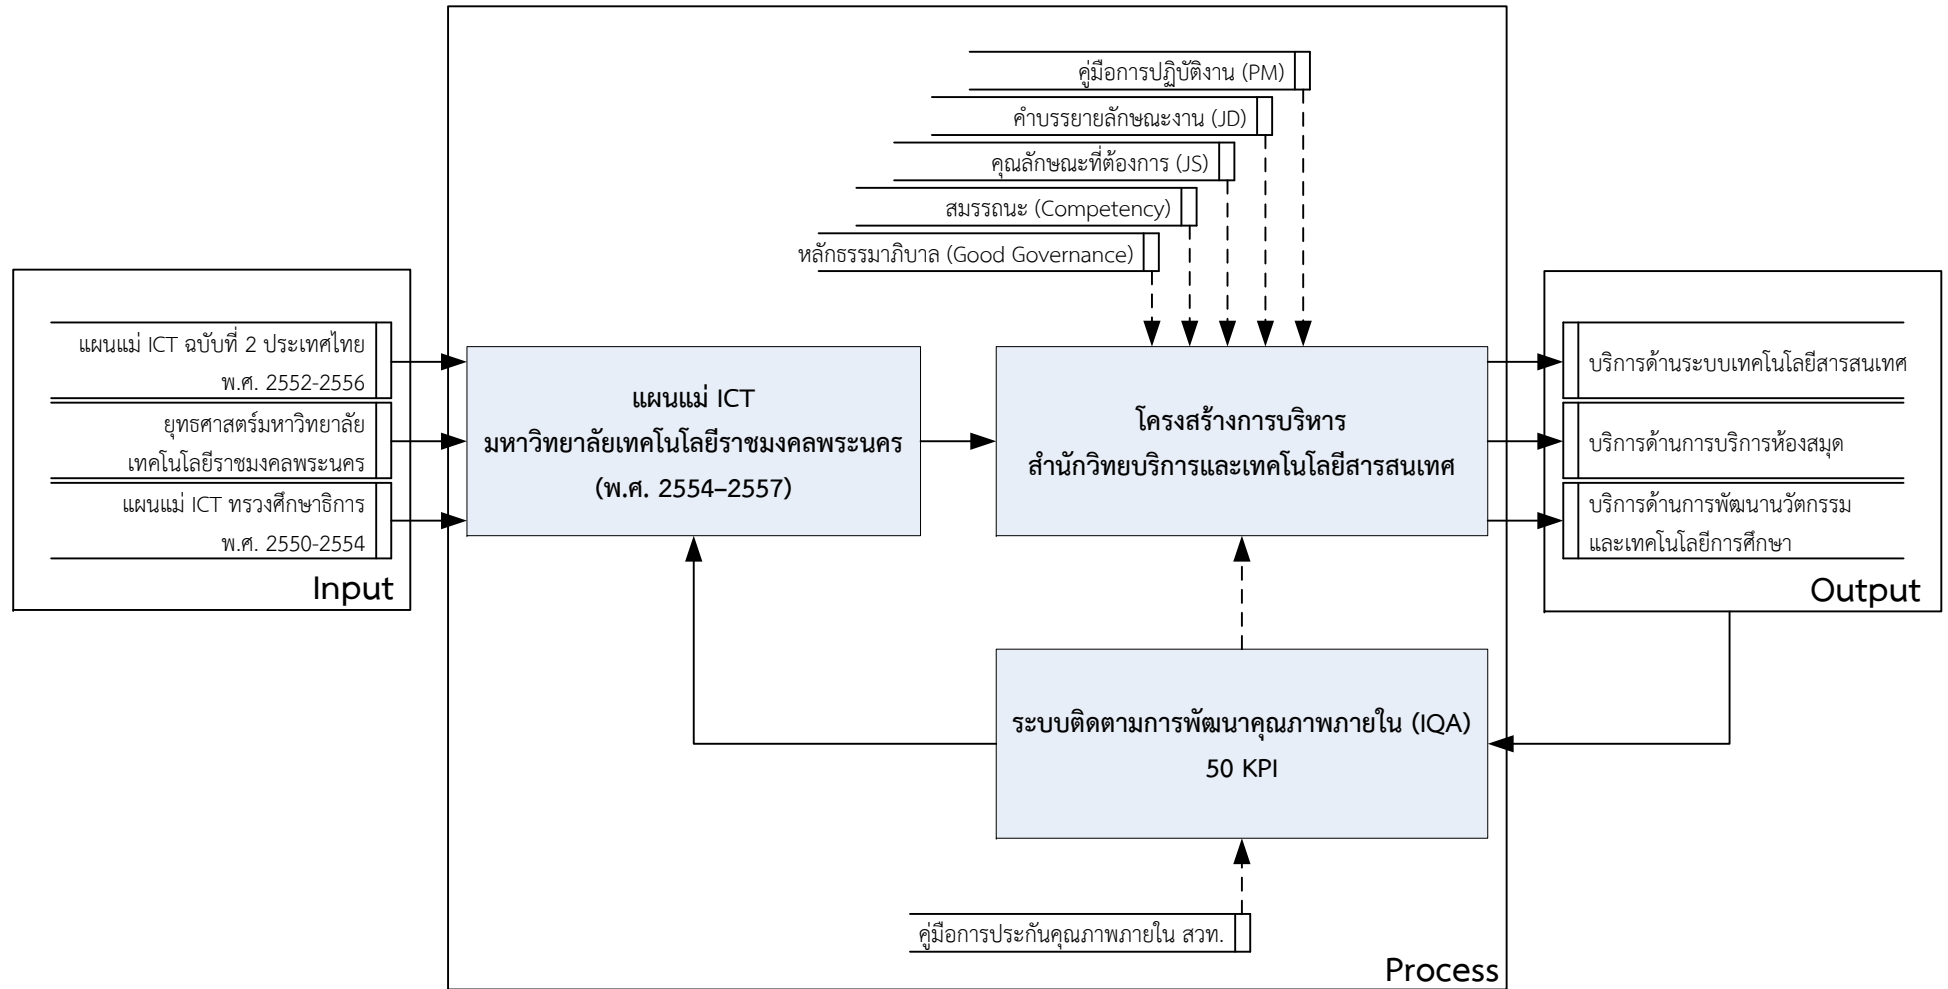 คู่มือการปฏิบัติงาน (PM)
คำบรรยายลักษณะงาน (JD)
คุณลักษณะที่ต้องการ (JS)
สมรรถนะ (Competency)
หลักธรรมาภิบาล (Good Governance)
แผนแม่ ICT ฉบับที่ 2 ประเทศไทย
พ.ศ. 2552-2556
ยุทธศาสตร์มหาวิทยาลัย
เทคโนโลยีราชมงคลพระนคร
แผนแม่ ICT ทรวงศึกษาธิการ
พ.ศ. 2550-2554
Input
แผนแม่ ICT
มหาวิทยาลัยเทคโนโลยีราชมงคลพระนคร
(พ.ศ. 2554–2557)
โครงสร้างการบริหาร
สำนักวิทยบริการและเทคโนโลยีสารสนเทศ
บริการด้านระบบเทคโนโลยีสารสนเทศ
บริการด้านการบริการห้องสมุด
บริการด้านการพัฒนานวัตกรรม
และเทคโนโลยีการศึกษา
Output
ระบบติดตามการพัฒนาคุณภาพภายใน (IQA)
50 KPI
คู่มือการประกันคุณภาพภายใน สวท.
Process